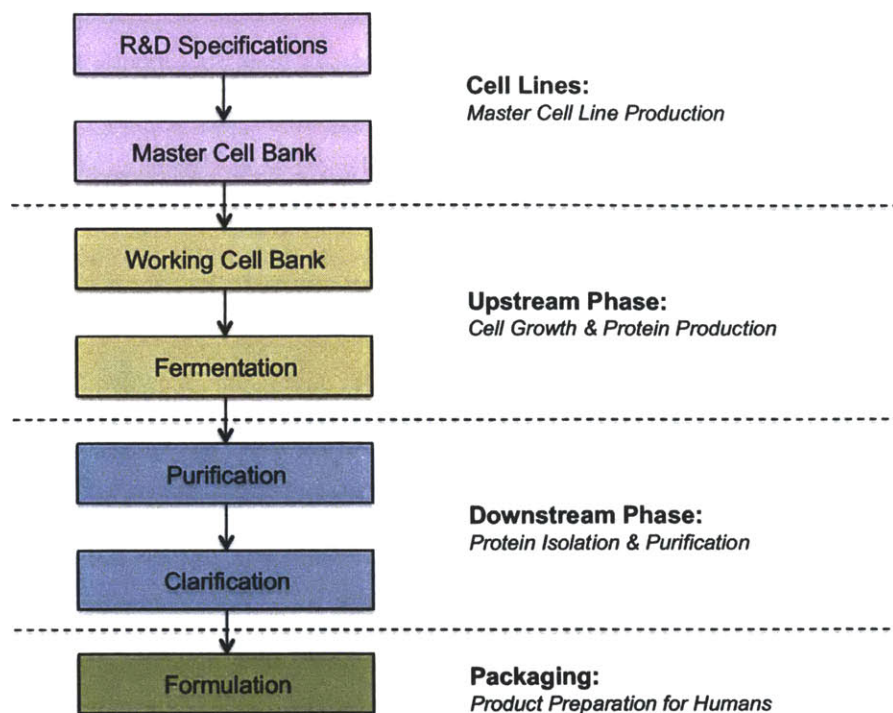 R&D Specifications
Cell Lines:
Master Cell Line Production
Master Cell Bank
Working Cell Bank
Upstream Phase:
Cell Growth & Protein Production
Fermentation
Purification
Downstream Phase:
Protein Isolation & Purification
Clarification
Formulation
Packaging:
Product Preparation for Humans